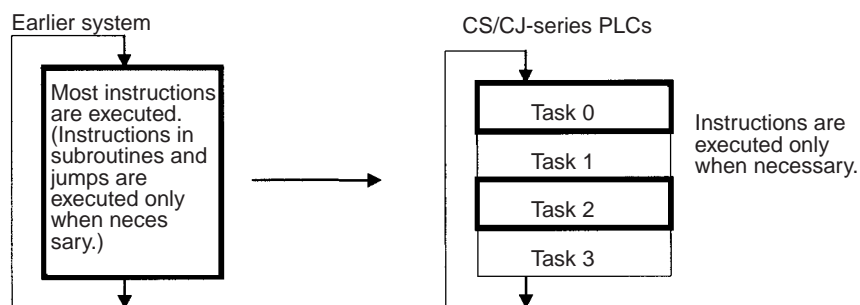 Earlier system
Most instructions
are executed.
(Instructions in
subroutines and
jumps are
executed only
when neces
sary.)
CS/CJ-series PLCs
Task 0
Task 1
Task 2
Task 3
Instructions are
executed only
when necessary.